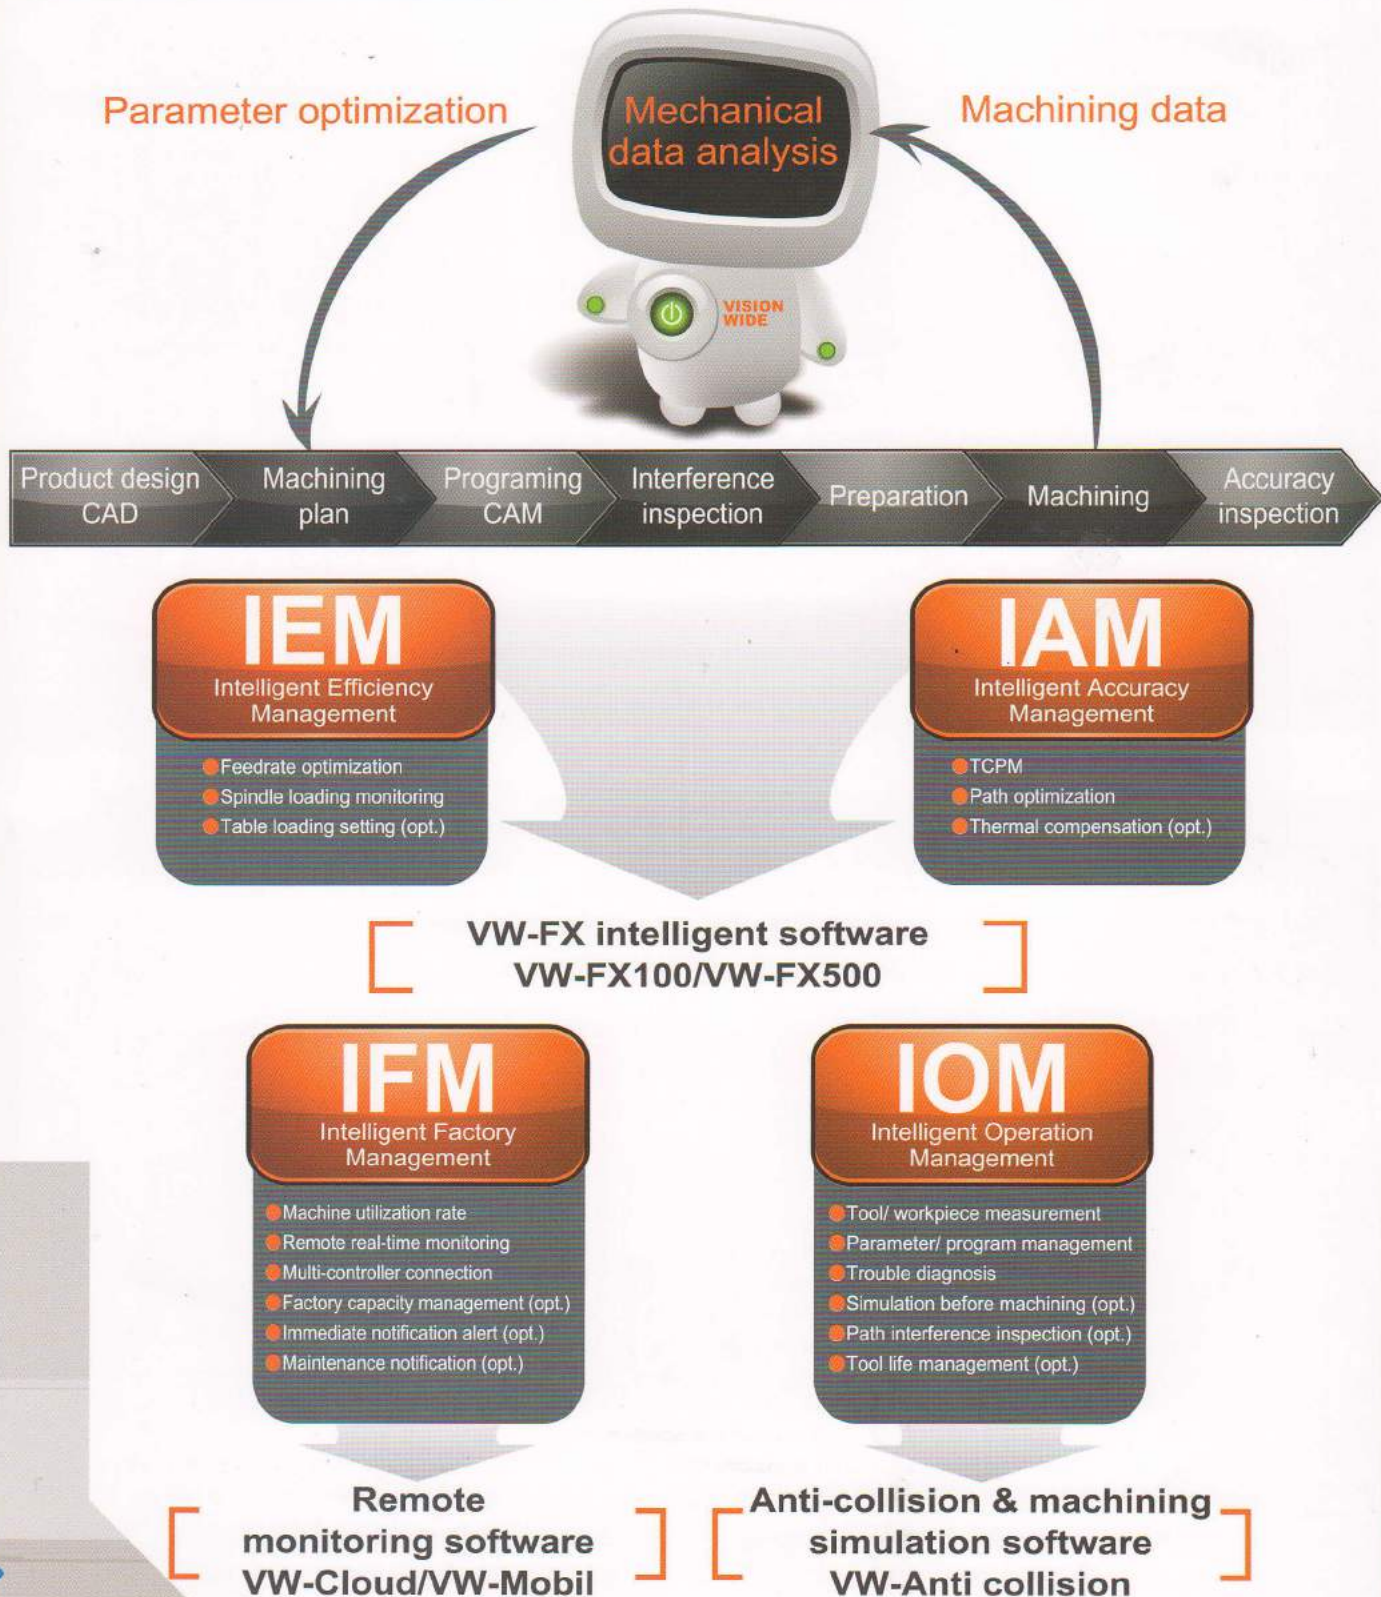 Parameter optimization
Mechanical
data analysis
Machining data
VISION
WIDE
Product design
CAD
Machining
plan
Programing
CAM
Interference
inspection
Preparation
Machining
Accuracy
inspection
IEM
Intelligent Efficiency
Management
Feedrate optimization
Spindle loading monitoring
Table loading setting (opt.)
IAM
Intelligent Accuracy
Management
TCPM
Path optimization
Thermal compensation (opt.)
VW-FX intelligent software
VW-FX100/VW-FX500
IFM
Intelligent Factory
Management
Machine utilization rate
Remote real-time monitoring
Multi-controller connection
Factory capacity management (opt.)
Immediate notification alert (opt.)
Maintenance notification (opt.)
IOM
Intelligent Operation
Management
Tool/ workpiece measurement
Parameter/ program management
Trouble diagnosis
Simulation before machining (opt.)
Path interference inspection (opt.)
Tool life management (opt.)
Remote
monitoring software
VW-Cloud/VW-Mobil
Anti-collision & machining
simulation software
VW-Anti collision